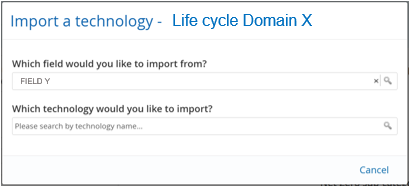 Import a technology - Life cycle Domain X
Which field would you like to import from?
FIELD Y
Which technology would you like to import?
Please search by technology name...
Cancel